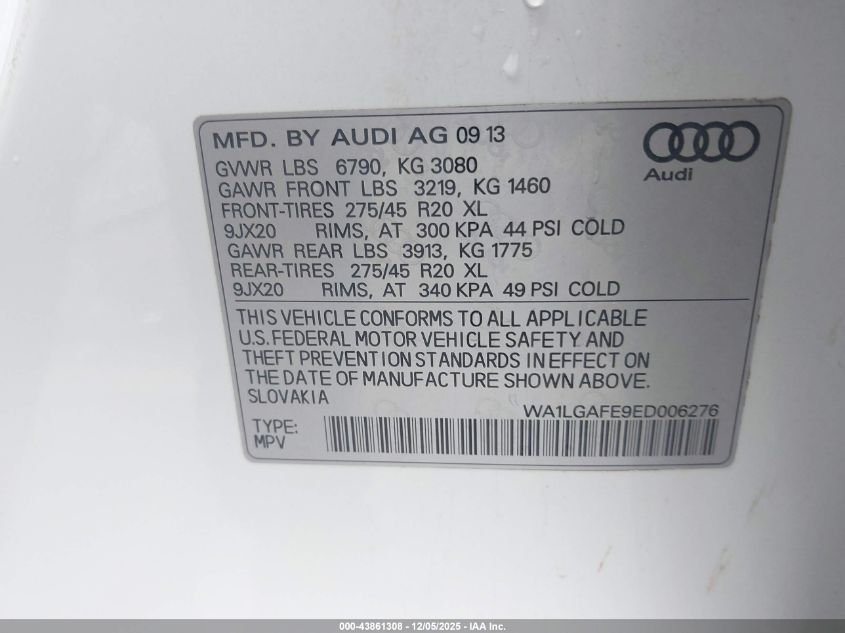 MFD. BY AUDI AG 09 13
Audi
GVWR LBS 6790, KG 3080
GAWR FRONT LBS 3219, KG 1460
FRONT-TIRES 275/45 R20 XL
9JX20 RIMS, AT 300 KPA 44 PSI COLD
GAWR REAR LBS 3913, KG 1775
REAR-TIRES 275/45 R20 XL
9JX20 RIMS, AT 340 KPA 49 PSI COLD
THIS VEHICLE CONFORMS TO ALL APPLICABLE
U.S. FEDERAL MOTOR VEHICLE SAFETY AND
THEFT PREVENTION STANDARDS IN EFFECT ON
THE DATE OF MANUFACTURE SHOWN ABOVE.
SLOVAKIA
WA1LGAFE9ED006276
TYPE:
MPV
000-43861308 - 12/05/2025 - IAA Inc.